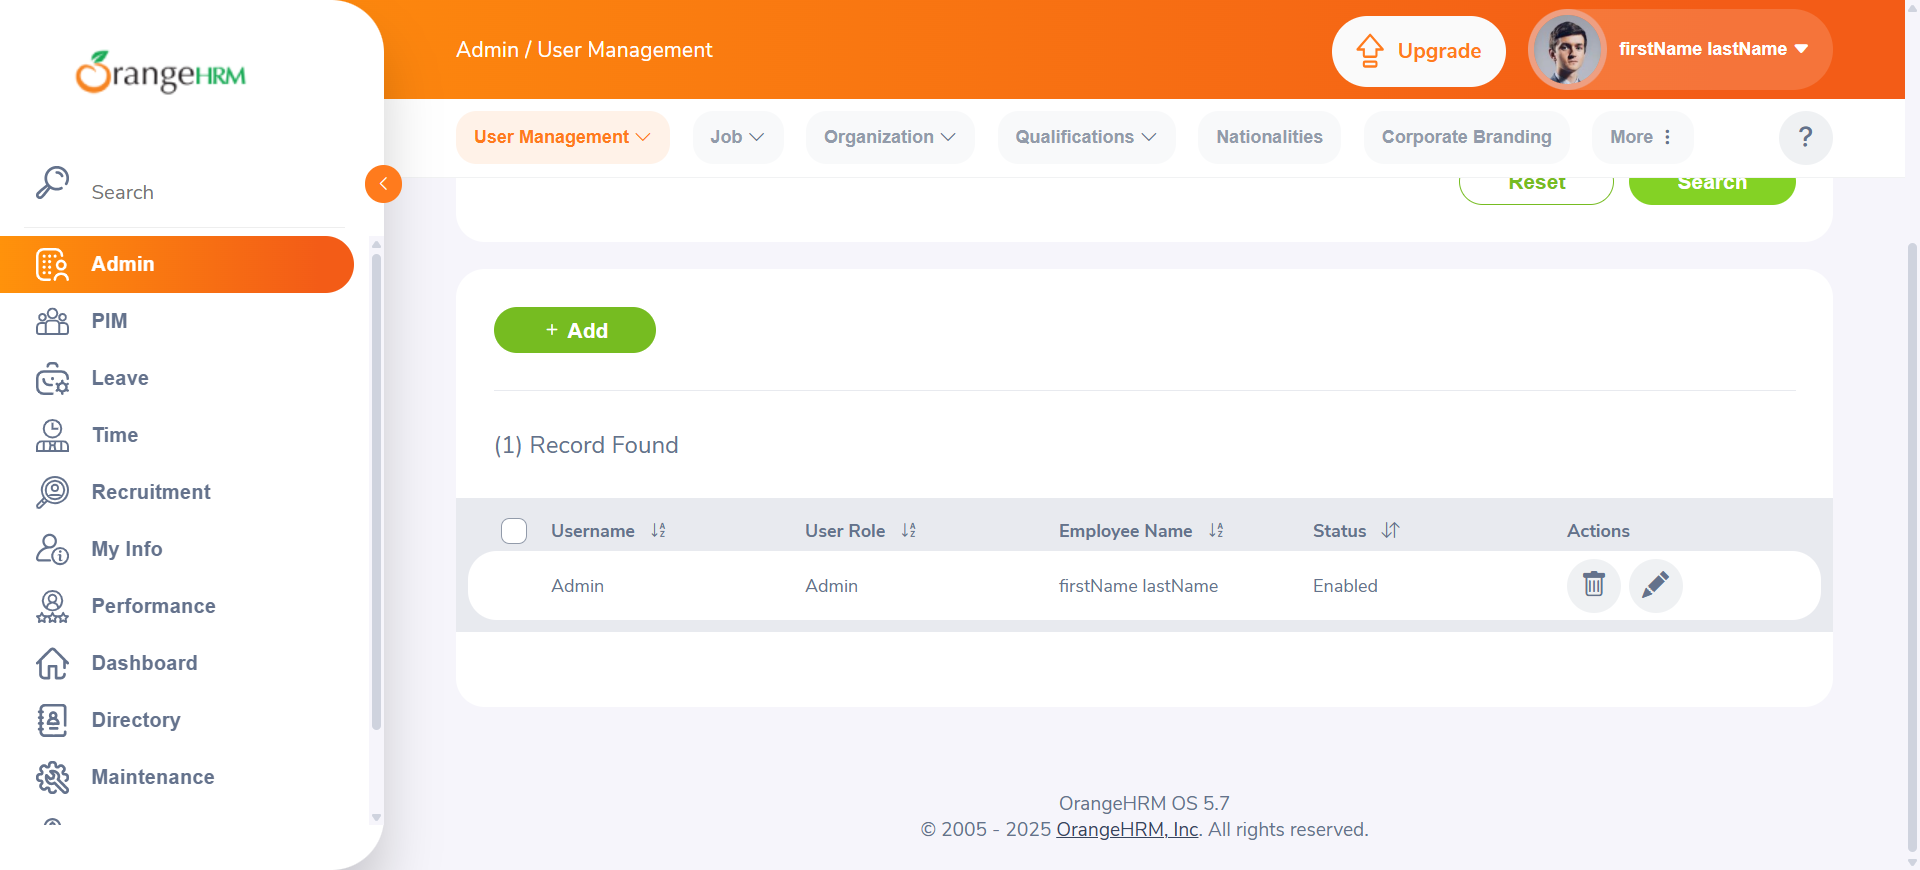 OrangeHRM
Admin / User Management
Upgrade
firstName lastName
User Management
Job
Organization
Qualifications
Nationalities
Corporate Branding
More
?
Search
Reset
Search
Admin
PIM
Leave
Time
Recruitment
My Info
Performance
Dashboard
Directory
Maintenance
+ Add
(1) Record Found
Username
User Role
Employee Name
Status
Actions
Admin
Admin
firstName lastName
Enabled
OrangeHRM OS 5.7
© 2005 - 2025 OrangeHRM, Inc. All rights reserved.